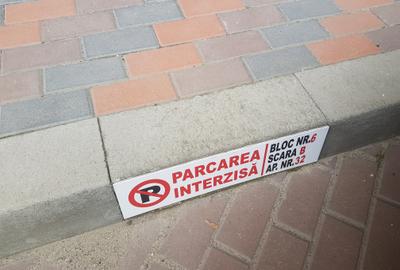 P
PARCAREA
INTERZISĂ
BLOC NR.6
SCARA B
AP. NR.32